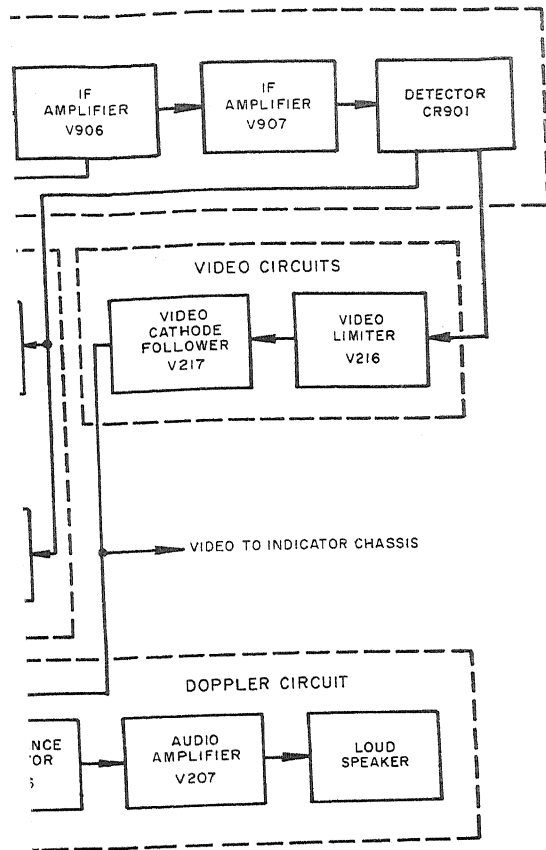 IF
AMPLIFIER
V906
IF
AMPLIFIER
V907
DETECTOR
CR901
VIDEO CIRCUITS
VIDEO
CATHODE
FOLLOWER
V217
VIDEO
LIMITER
V216
VIDEO TO INDICATOR CHASSIS
DOPPLER CIRCUIT
NCE
TOR
AUDIO
AMPLIFIER
V207
LOUD
SPEAKER